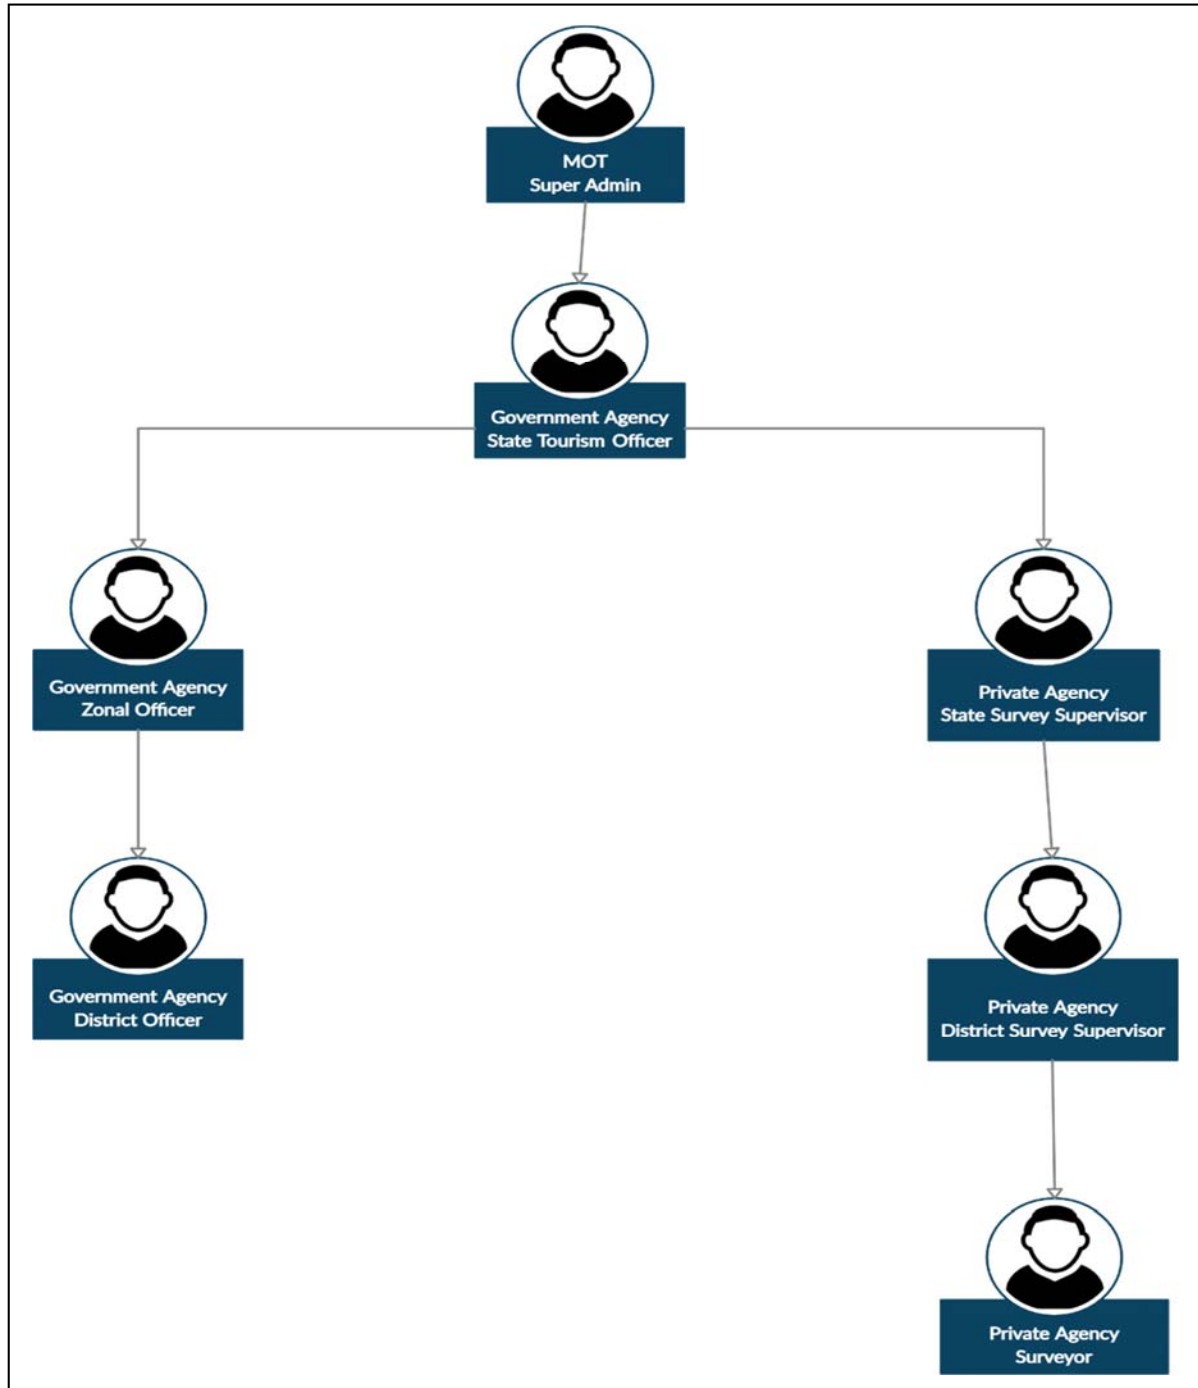 MOT
Super Admin
Government Agency
State Tourism Officer
Government Agency
Zonal Officer
Private Agency
State Survey Supervisor
Government Agency
District Officer
Private Agency
District Survey Supervisor
Private Agency
Surveyor